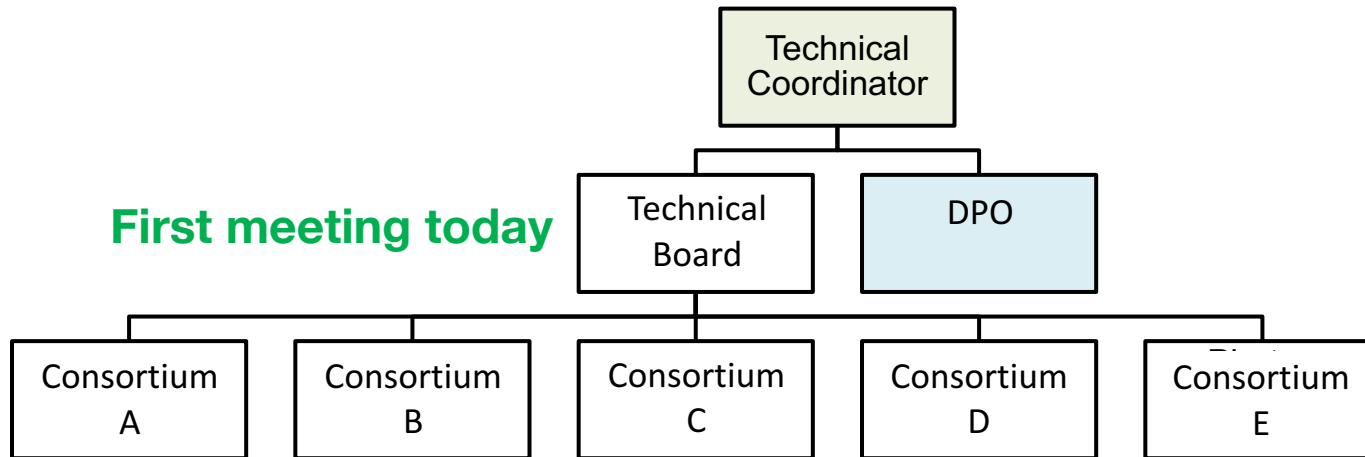 Technical
Coordinator
First meeting today
Technical
Board
DPO
Consortium
A
Consortium
B
Consortium
C
Consortium
D
Consortium
E